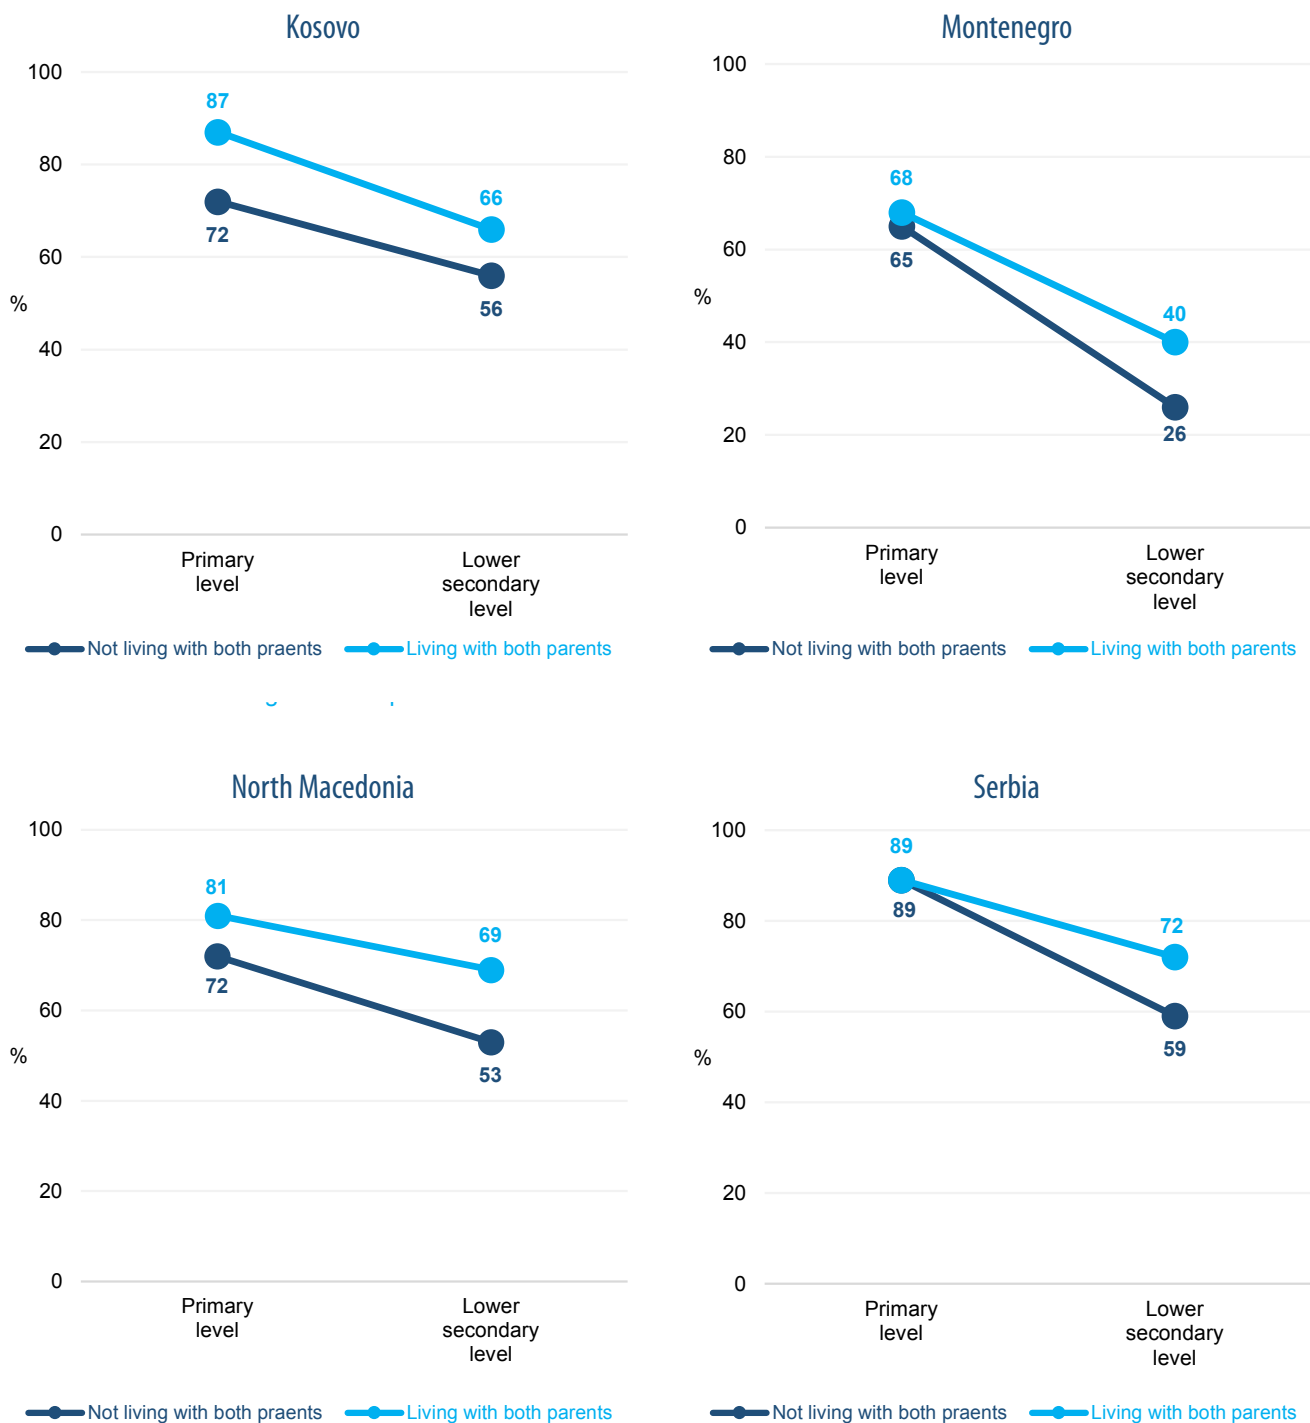 Kosovo
100
80
60
%
40
20
0
87
72
66
56
Primary
level
Lower
secondary
level
Not living with both praents
Living with both parents
Montenegro
100
80
60
%
40
20
0
68
65
40
26
Primary
level
Lower
secondary
level
Not living with both praents
Living with both parents
North Macedonia
100
80
60
%
40
20
0
81
72
69
53
Primary
level
Lower
secondary
level
Not living with both praents
Living with both parents
Serbia
100
80
60
%
40
20
0
89
89
72
59
Primary
level
Lower
secondary
level
Not living with both praents
Living with both parents